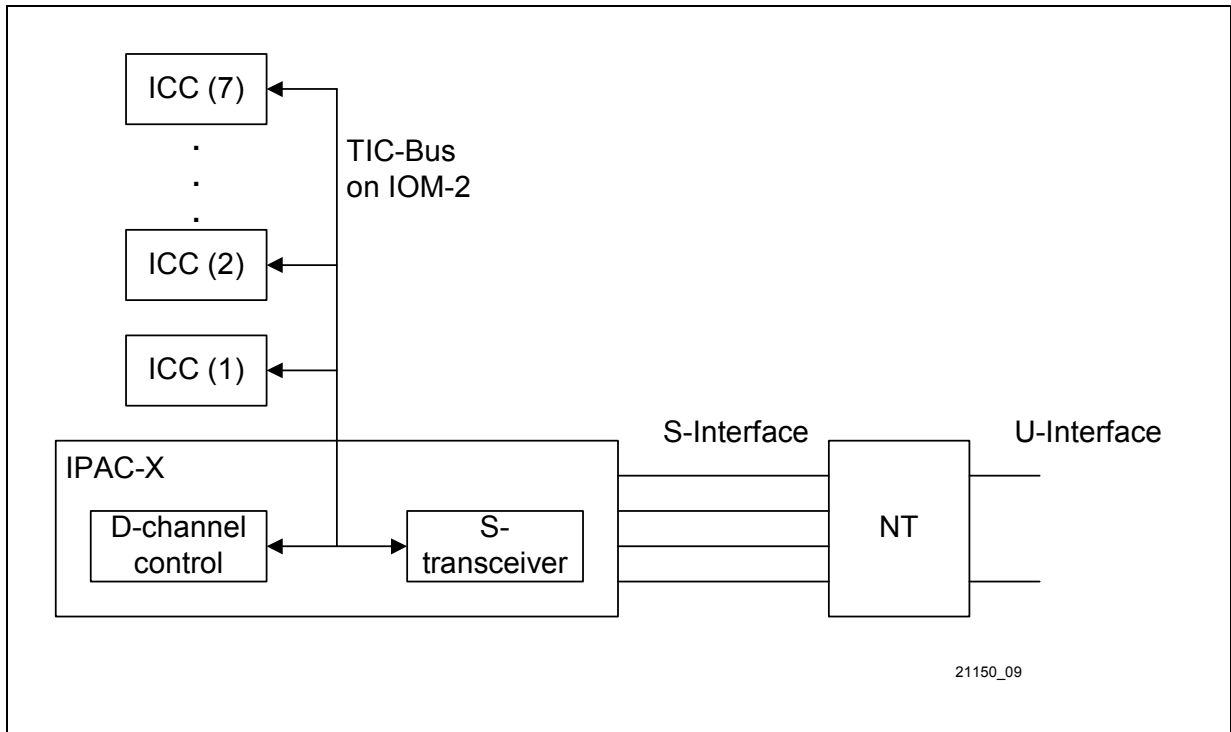 ICC (7)
.
.
.
TIC-Bus
on IOM-2
ICC (2)
ICC (1)
S-Interface
U-Interface
IPAC-X
D-channel
control
S-
transceiver
NT
21150_09